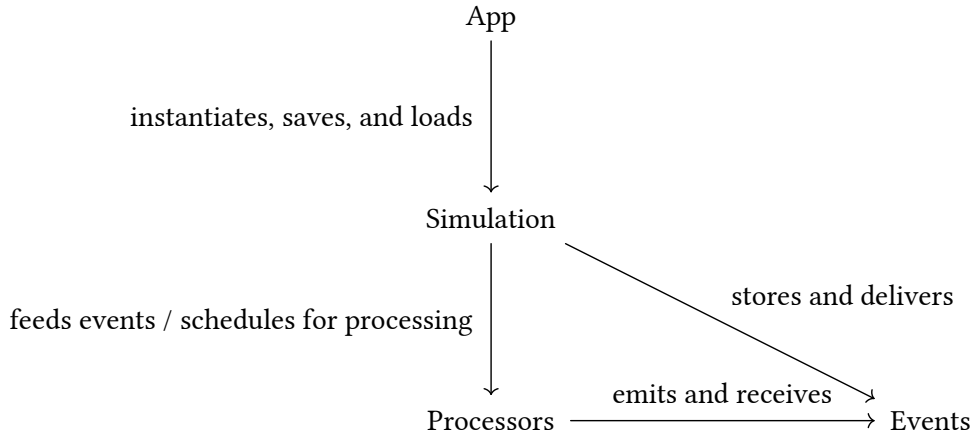 App
instantiates, saves, and loads
Simulation
stores and delivers
feeds events / schedules for processing
emits and receives
Processors
Events